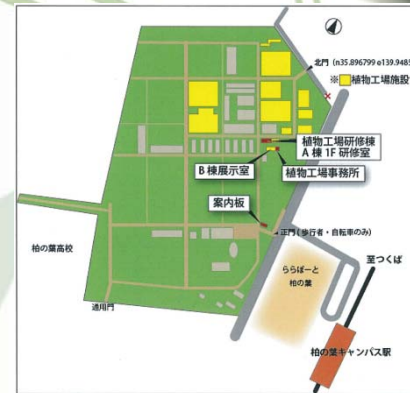 北門 (n35.896799 e139.9485
※ 植物工場施設
植物工場研修棟
A 棟 1F 研修室
B 棟展示室
植物工場事務所
案内板
正門 (歩行者・自転車のみ)
柏の葉高校
ららぽーと
柏の葉
至つくば
通用門
柏の葉キャンパス駅